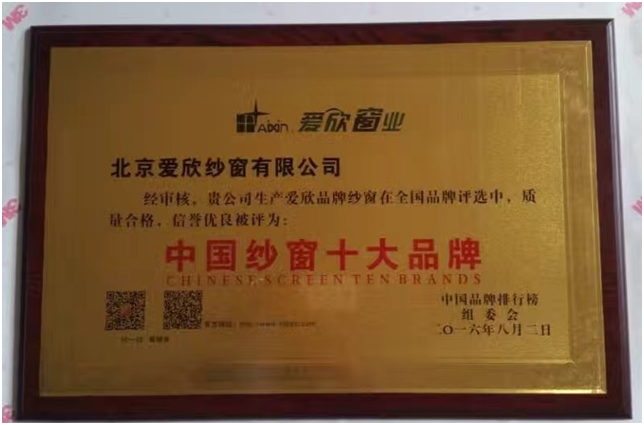 3M
Aixin 爱欣窗业
北京爱欣纱窗有限公司
经审核，贵公司生产爱欣品牌纱窗在全国品牌评选中，质
量合格，信誉优良被评为：
中国纱窗十大品牌
CHINESE SCREEN TEN BRANDS
中国品牌排行榜
组委会
二〇一六年八月二日
3M